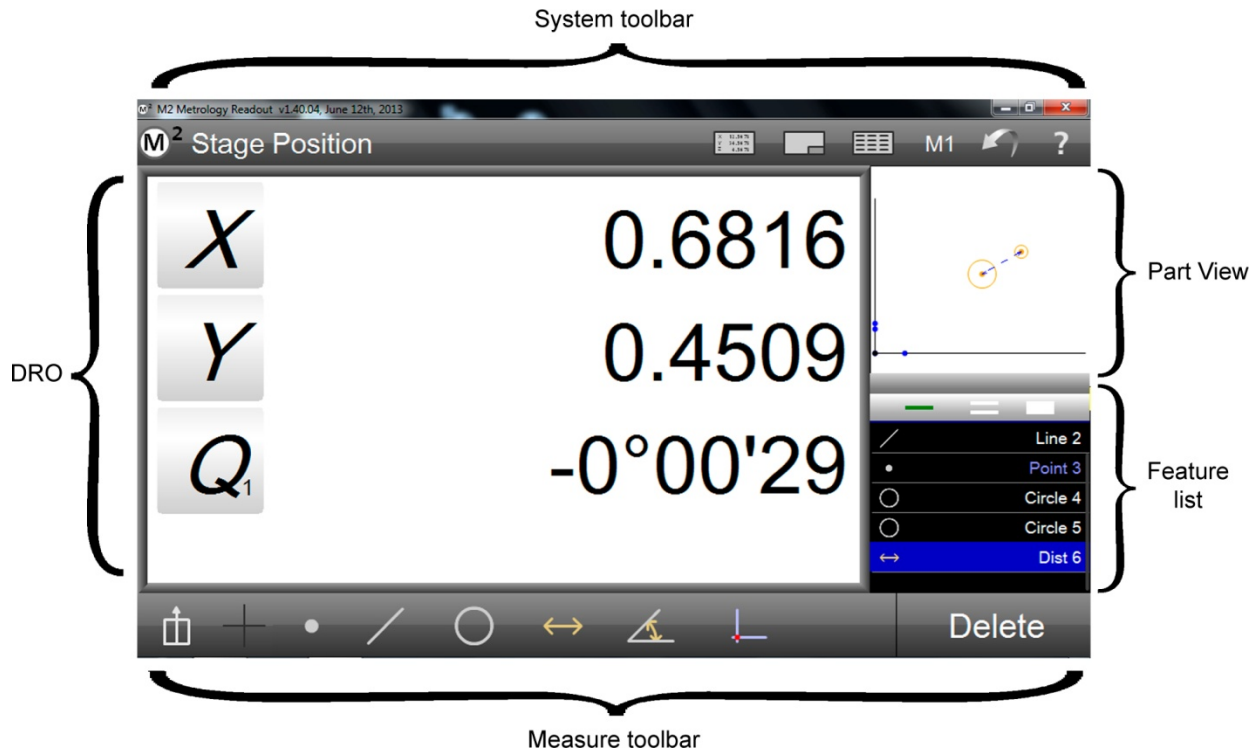 System toolbar
M² M2 Metrology Readout v1.40.04, June 12th, 2013
M² Stage Position
M1 ?
DRO
X 0.6816
Y 0.4509
Q1 -0°00'29
Part View
Line 2
Point 3
Circle 4
Circle 5
Dist 6
Feature
list
Delete
Measure toolbar